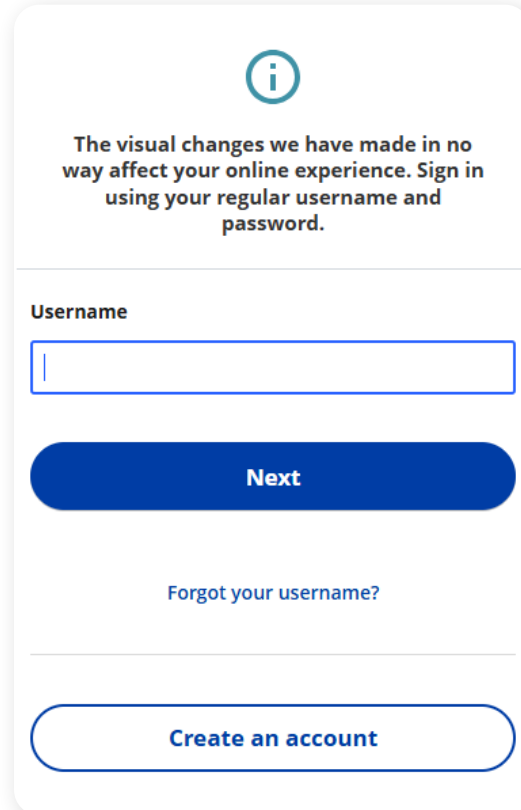 The visual changes we have made in no
way affect your online experience. Sign in
using your regular username and
password.
Username
Next
Forgot your username?
Create an account